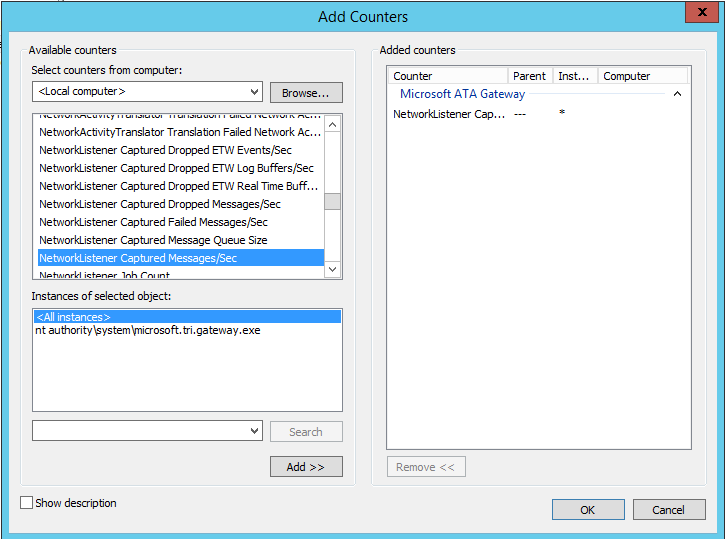 Add Counters
x
Available counters
Select counters from computer:
<Local computer>
Browse...
NetworkActivityTranslator Translation Failed Network Ac...
NetworkListener Captured Dropped ETW Events/Sec
NetworkListener Captured Dropped ETW Log Buffers/Sec
NetworkListener Captured Dropped ETW Real Time Buff...
NetworkListener Captured Dropped Messages/Sec
NetworkListener Captured Failed Messages/Sec
NetworkListener Captured Message Queue Size
NetworkListener Captured Messages/Sec
NetworkListener Job Count
Instances of selected object:
<All instances>
nt authority\system\microsoft.tri.gateway.exe
Search
Add >>
Show description
Added counters
Counter Parent Inst... Computer
Microsoft ATA Gateway
NetworkListener Cap... --- *
Remove <<
OK
Cancel